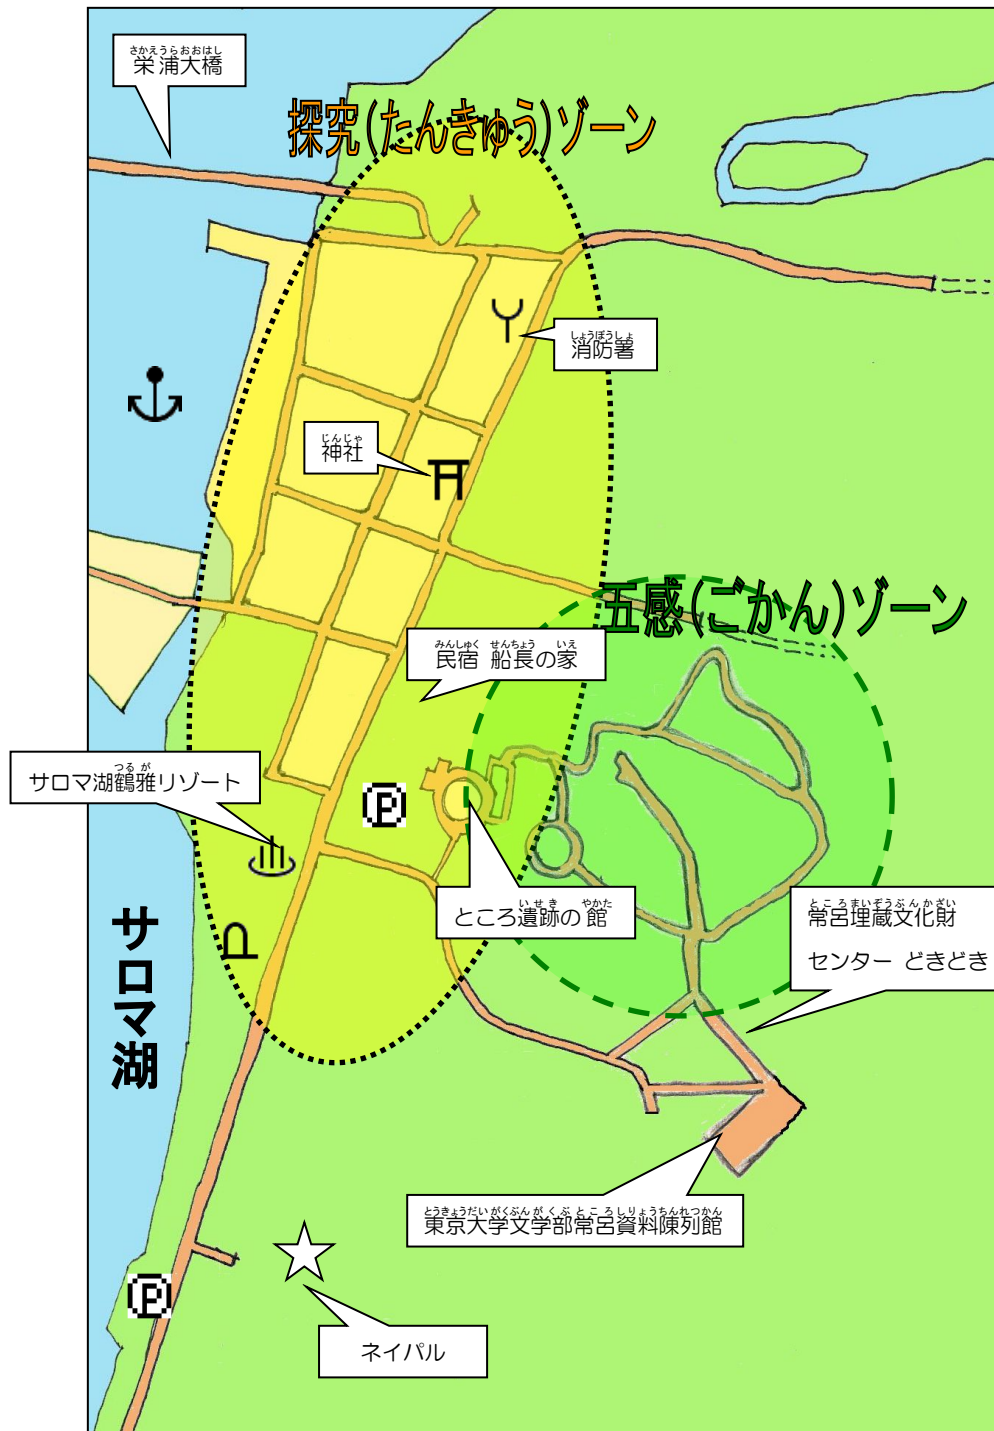 さかえうらおおはし
栄浦大橋
探究(たんきゅう)ゾーン
しょうぼうしょ
消防署
じんじゃ
神社
五感(ごかん)ゾーン
みんしゅく せんちょう いえ
民宿 船長の家
つるが
サロマ湖鶴雅リゾート
P
いせき やかた
ところ遺跡の館
P
ところまいぞうぶんかざい
常呂埋蔵文化財
センター どきどき
サロマ湖
とうきょうだいがくぶんがくぶところしりょうちんれつかん
東京大学文学部常呂資料陳列館
P
ネイパル